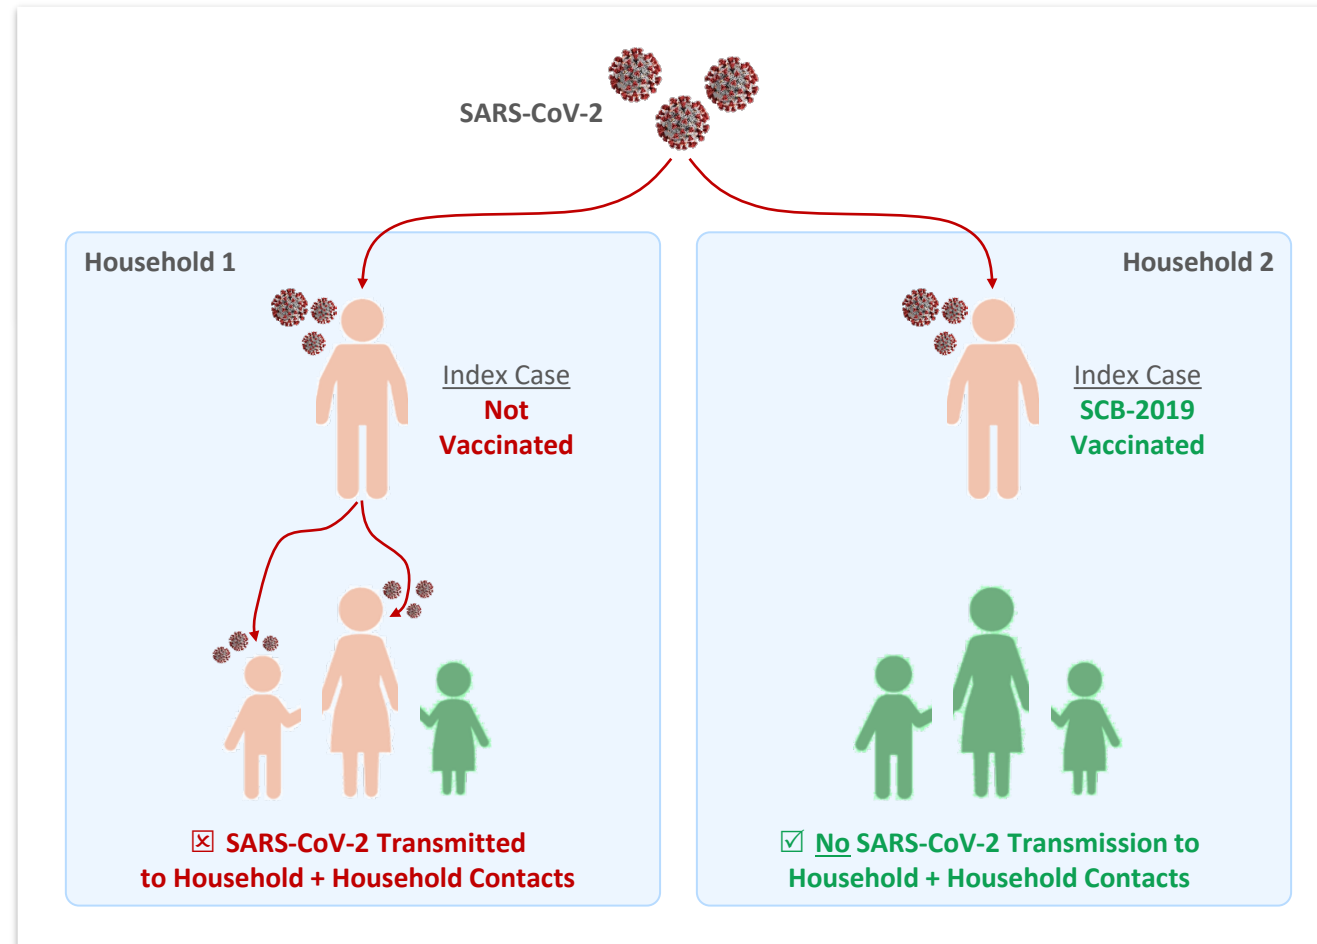 SARS-CoV-2
Household 1
Index Case
Not
Vaccinated
☒ SARS-CoV-2 Transmitted
to Household + Household Contacts
Household 2
Index Case
SCB-2019
Vaccinated
☑ No SARS-CoV-2 Transmission to
Household + Household Contacts